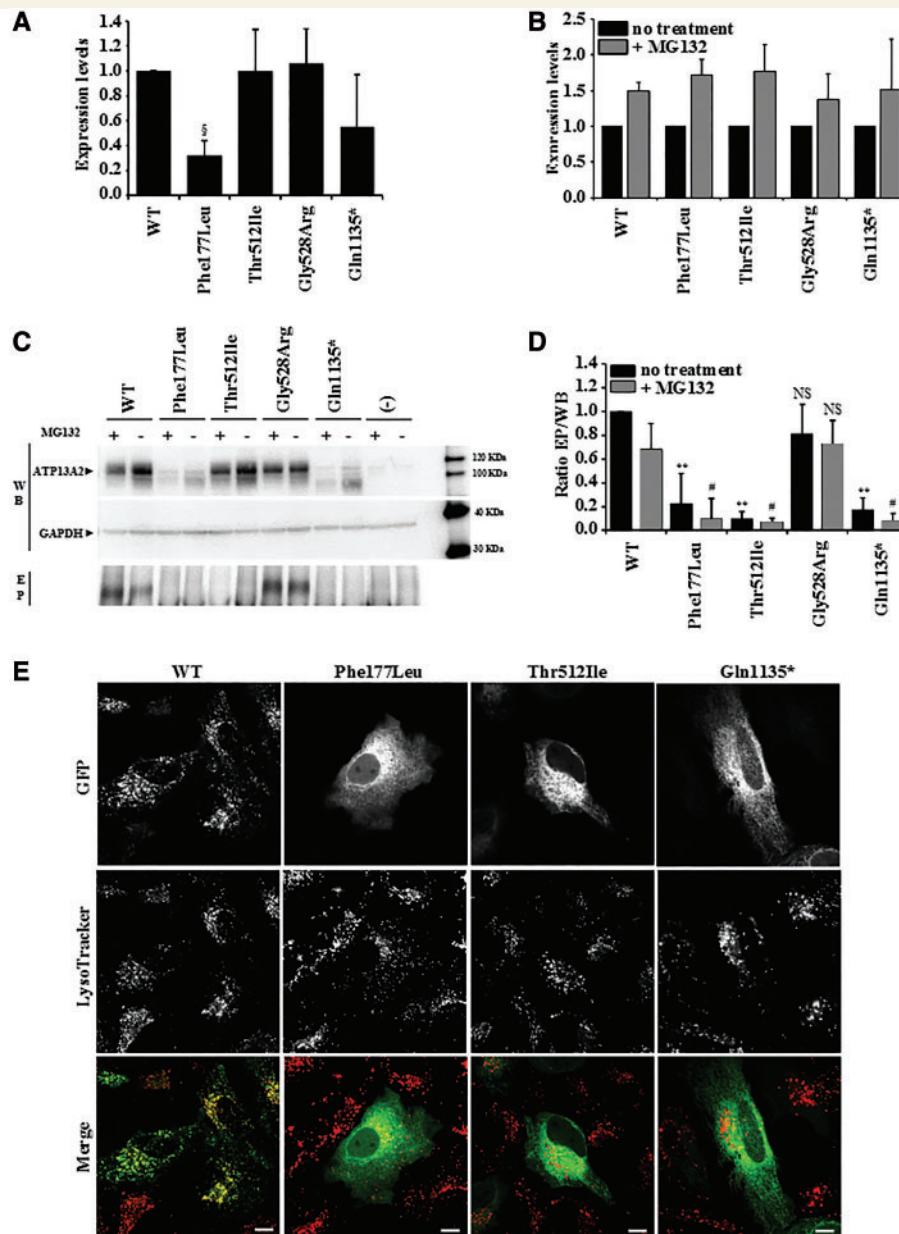 A
Expression levels
1.4
1.2
1.0
0.8
0.6
0.4
0.2
0.0
§
WT
Phe177Leu
Thr512Ile
Gly528Arg
Gln1135*
B
Exnression levels
2.5
2.0
1.5
1.0
0.5
0.0
no treatment
+ MG132
WT
Phe177Leu
Thr512Ile
Gly528Arg
Gln1135*
C
WT
Phe177Leu
Thr512Ile
Gly528Arg
Gln1135*
(-)
MG132 + - + - + - + - + - + -
WB
ATP13A2
120 KDa
100 KDa
GAPDH
40 KDa
30 KDa
EP
D
Ratio EP/WB
1.4
1.2
1.0
0.8
0.6
0.4
0.2
0.0
no treatment
+ MG132
** # ** # NS NS ** #
WT
Phe177Leu
Thr512Ile
Gly528Arg
Gln1135*
E
WT Phe177Leu Thr512Ile Gln1135*
GFP
LysoTracker
Merge